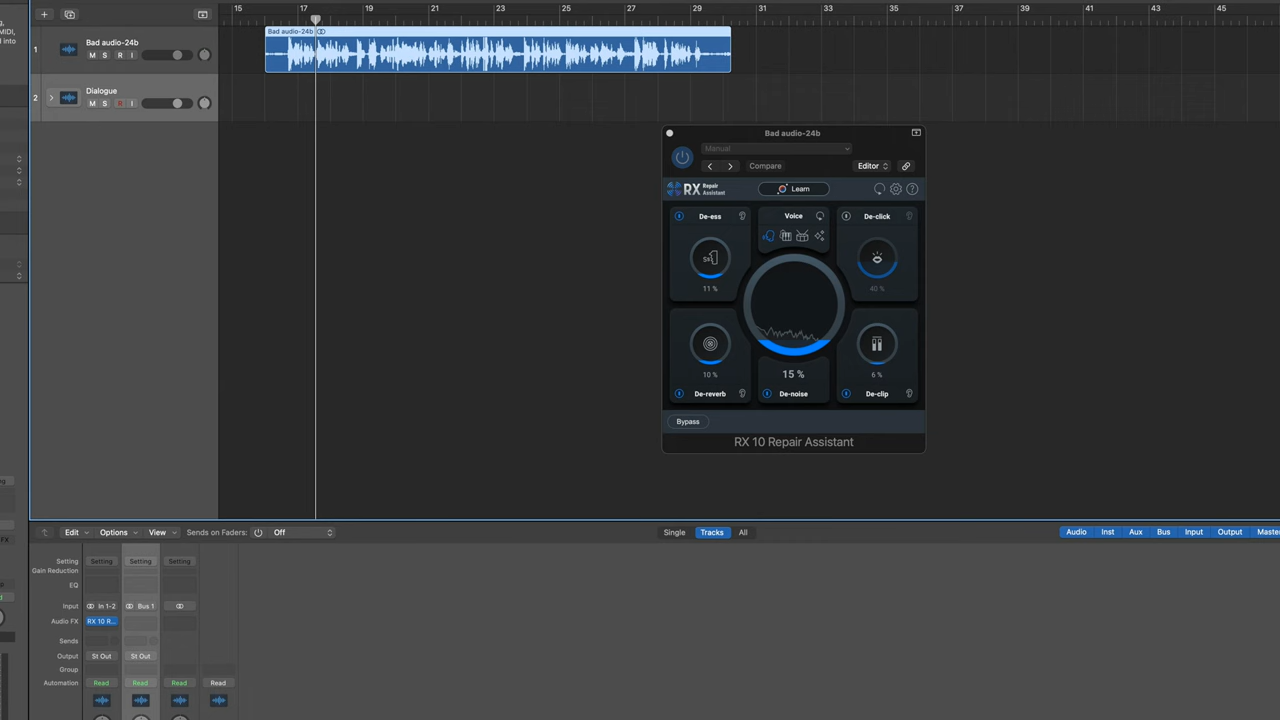 s,
MIDI,
d into
15 17 19 21 23 25 27 29 31 33 35 37 39 41 43 45
1
Bad audio-24b
M S R I
Bad audio-24b
2
Dialogue
M S R I
Bad audio-24b
Manual
Compare
Editor
RX Repair Assistant
Learn
De-ess
Voice
De-click
11 %
40 %
10 %
15 %
6 %
De-reverb
De-noise
De-clip
Bypass
RX 10 Repair Assistant
Edit Options View Sends on Faders: Off Single Tracks All Audio Inst Aux Bus Input Output Master
Setting Setting Setting Setting
Gain Reduction
EQ
Input In 1-2 Bus 1
Audio FX RX 10 R...
Sends
Output St Out St Out
Group
Automation Read Read Read Read